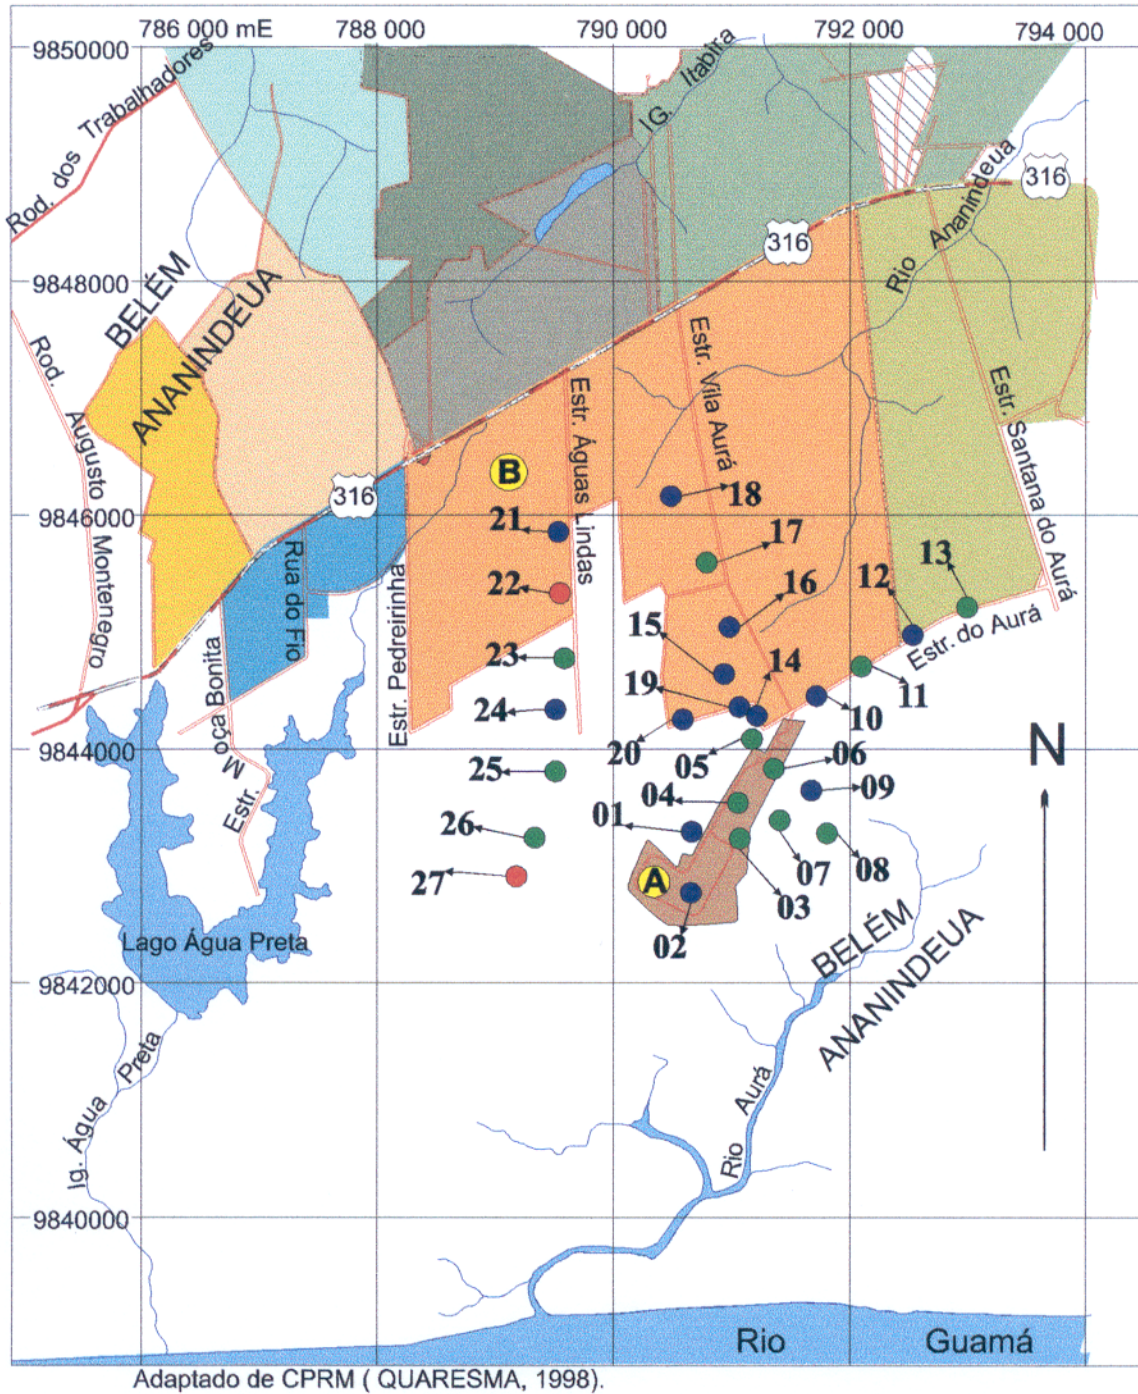 786 000 mE
788 000
790 000
792 000
794 000
9850000
Rod. dos Trabalhadores
IG. Itabira
316
Rio Ananindeua
316
BELÉM
ANANINDEUA
9848000
Rod. Augusto Montenegro
Estr. Vila Aurá
Estr. Águas Lindas
Estr. Santana do Aurá
B
316
18
9846000
21
17
Rua do Fio
Estr. Pedreirinha
22
16
12
13
15
23
14
Estr. do Aurá
Estr. Moça Bonita
19
24
11
10
20
9844000
05
06
N
25
04
09
26
01
07
08
27
A
03
02
Lago Água Preta
BELÉM
ANANINDEUA
9842000
Ig. Água Preta
Rio Aurá
9840000
Rio Guamá
Adaptado de CPRM ( QUARESMA, 1998).